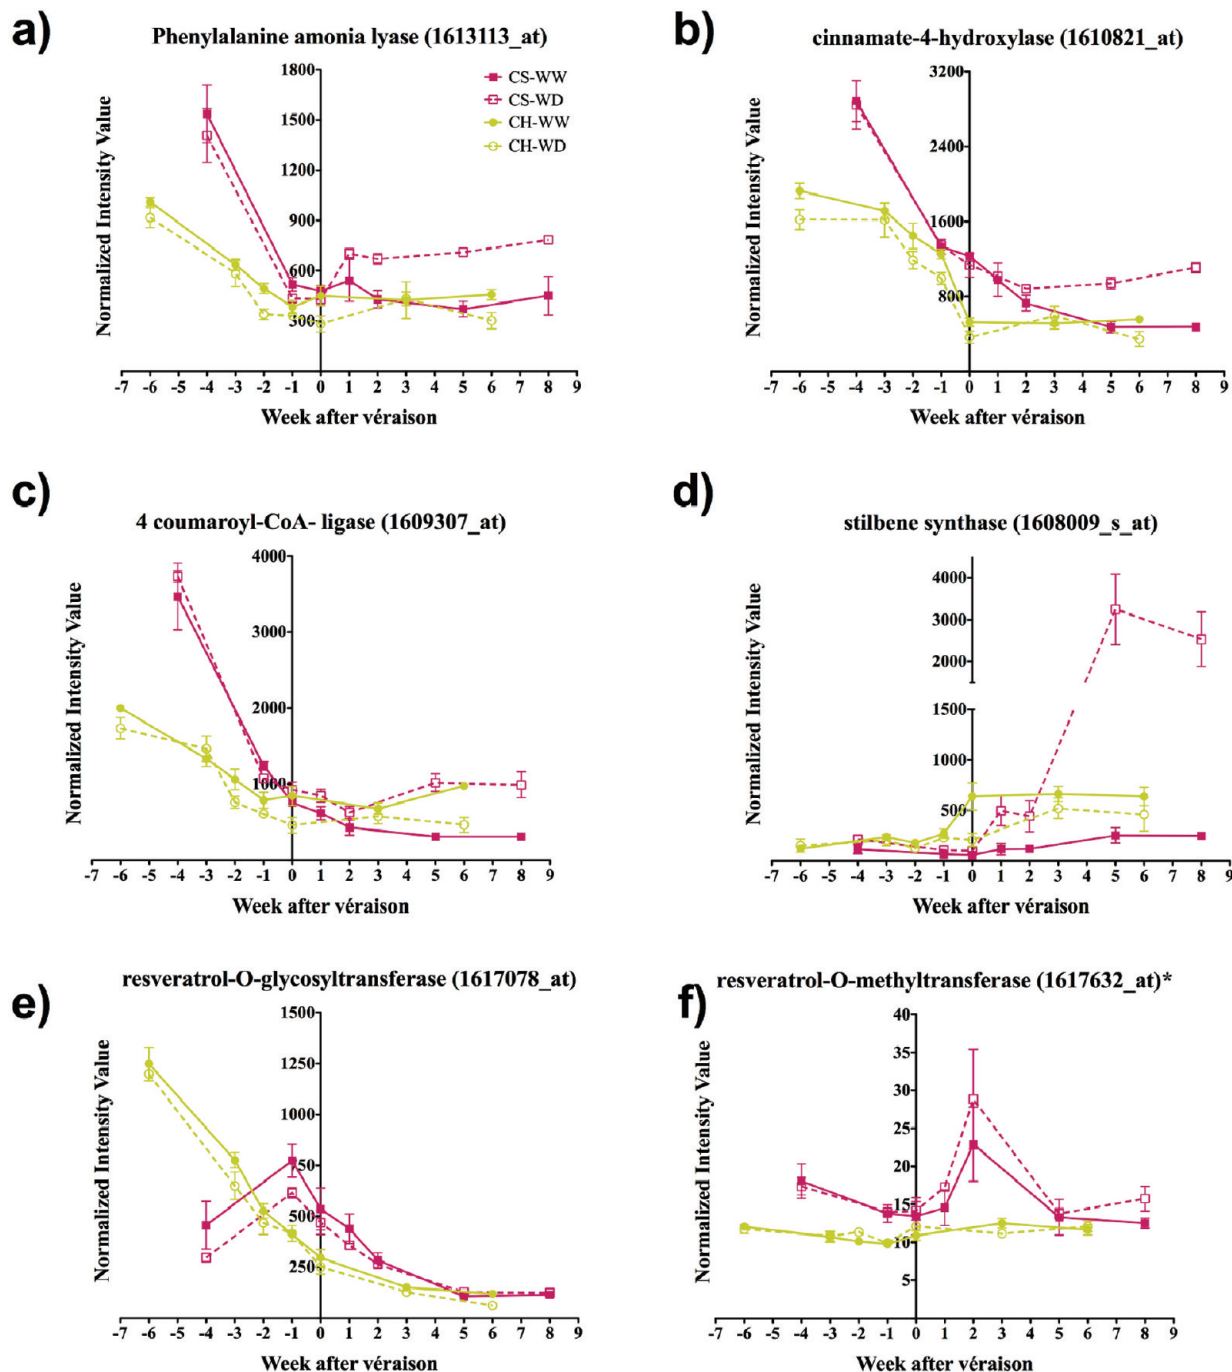 a)
Phenylalanine amonia lyase (1613113_at)
Normalized Intensity Value
1800
1500
1200
900
600
300
CS-WW
CS-WD
CH-WW
CH-WD
-7 -6 -5 -4 -3 -2 -1 0 1 2 3 4 5 6 7 8 9
Week after véraison
b)
cinnamate-4-hydroxylase (1610821_at)
Normalized Intensity Value
3200
2400
1600
800
-7 -6 -5 -4 -3 -2 -1 0 1 2 3 4 5 6 7 8 9
Week after véraison
c)
4 coumaroyl-CoA- ligase (1609307_at)
Normalized Intensity Value
4000
3000
2000
1000
-7 -6 -5 -4 -3 -2 -1 0 1 2 3 4 5 6 7 8 9
Week after véraison
d)
stilbene synthase (1608009_s_at)
Normalized Intensity Value
4000
3000
2000
1500
1000
500
-7 -6 -5 -4 -3 -2 -1 0 1 2 3 4 5 6 7 8 9
Week after véraison
e)
resveratrol-O-glycosyltransferase (1617078_at)
Normalized Intensity Value
1500
1250
1000
750
500
250
-7 -6 -5 -4 -3 -2 -1 0 1 2 3 4 5 6 7 8 9
Week after véraison
f)
resveratrol-O-methyltransferase (1617632_at)*
Normalized Intensity Value
40
35
30
25
20
15
10
5
-7 -6 -5 -4 -3 -2 -1 0 1 2 3 4 5 6 7 8 9
Week after véraison